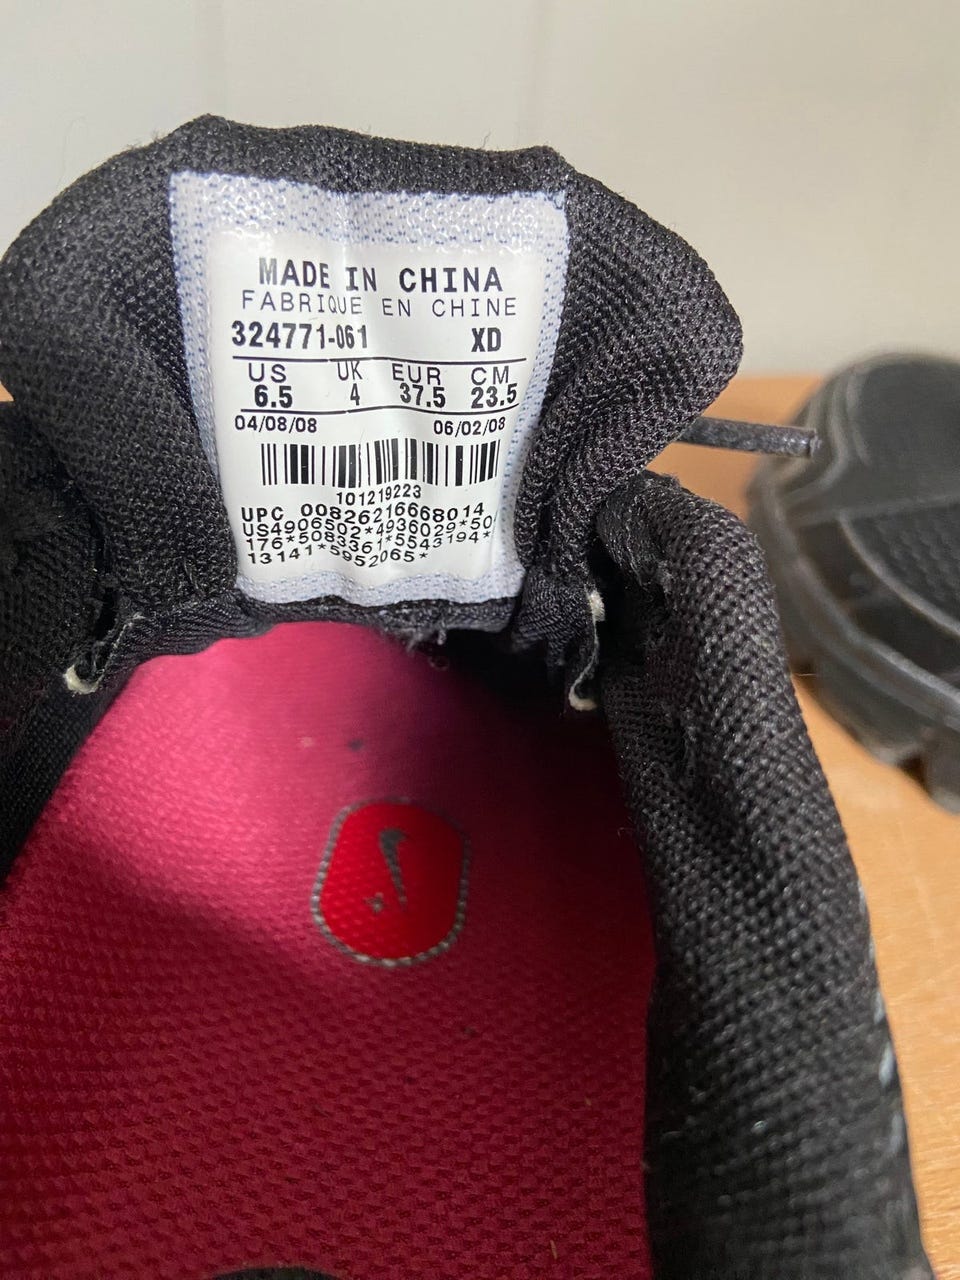 MADE IN CHINA
FABRIQUE EN CHINE
324771-061 XD
US UK EUR CM
6.5 4 37.5 23.5
04/08/08 06/02/08
101219223
UPC 00826216668014
US4906502*4936029*50
176*5083361*5543194*
13141*5952065*